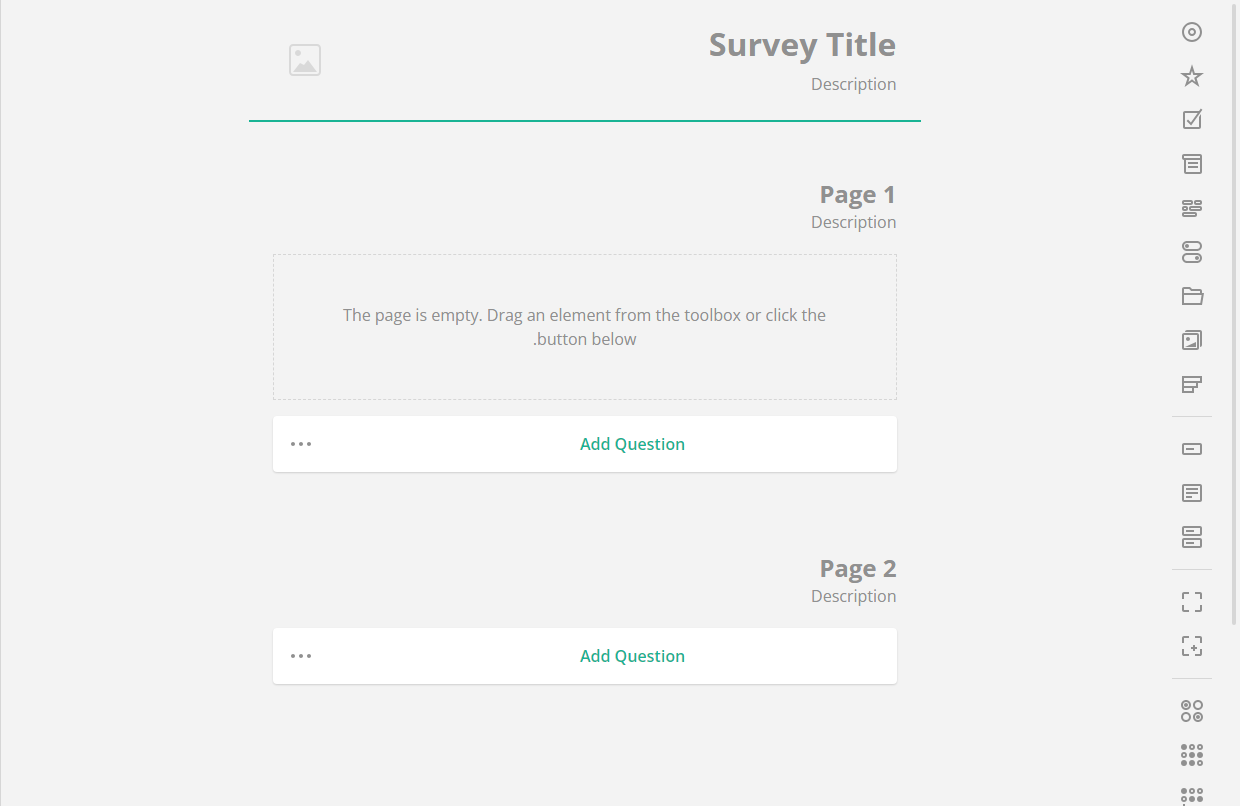 Survey Title
Description
Page 1
Description
The page is empty. Drag an element from the toolbox or click the
.button below
Add Question
Page 2
Description
Add Question